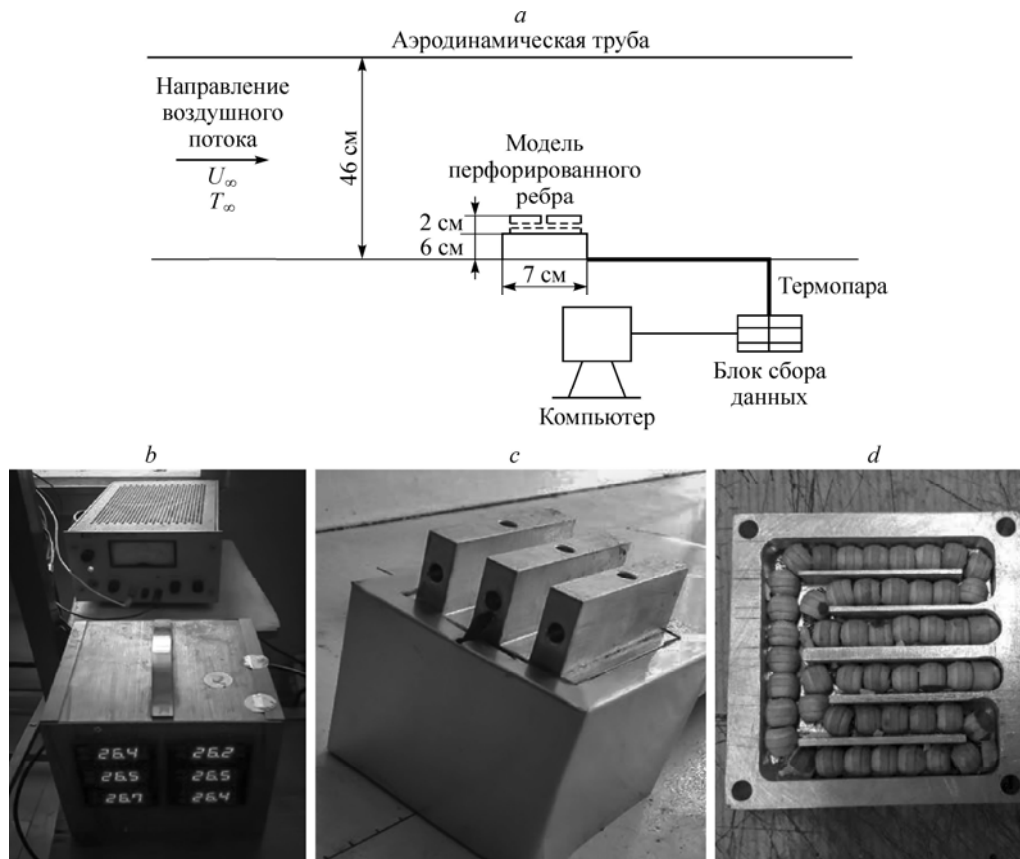 a
Аэродинамическая труба
Направление
воздушного
потока
U∞
T∞
46 см
Модель
перфорированного
ребра
2 см
6 см
7 см
Термопара
Блок сбора
данных
Компьютер
b
c
d
26.4 26.2
26.5 26.5
26.7 26.4